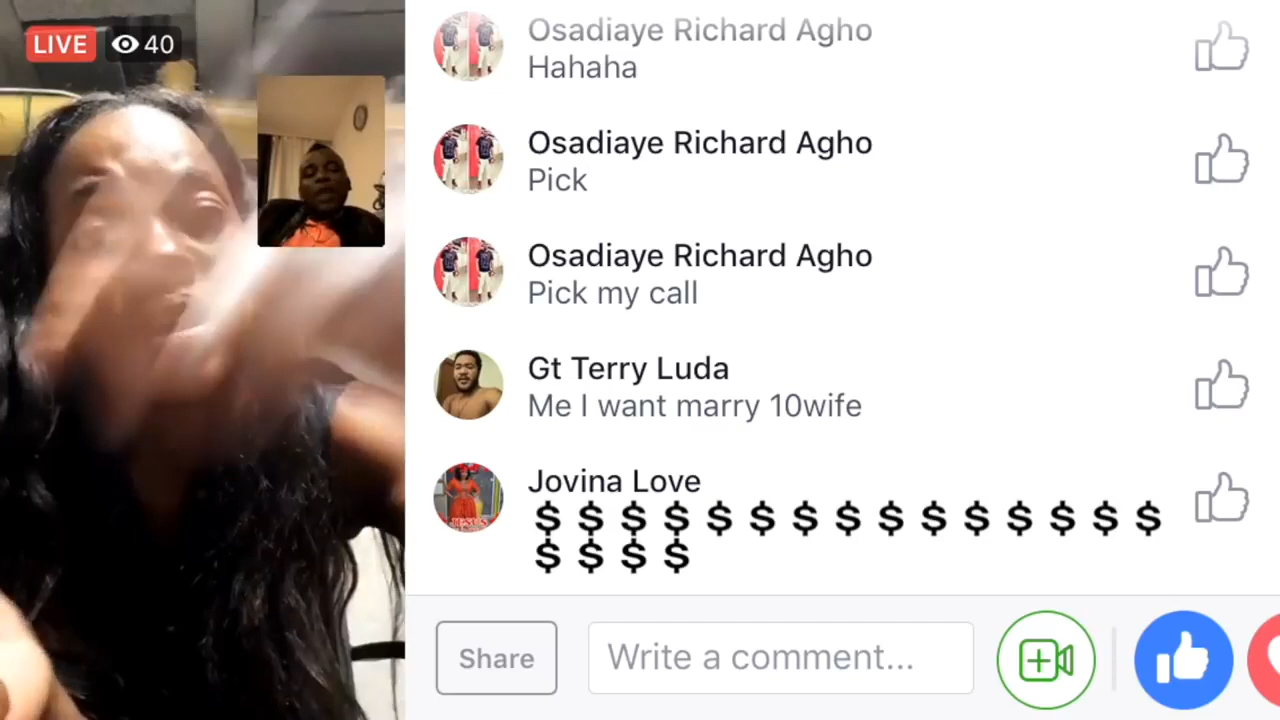 LIVE 40
Osadiaye Richard Agho
Hahaha
Osadiaye Richard Agho
Pick
Osadiaye Richard Agho
Pick my call
Gt Terry Luda
Me I want marry 10wife
Jovina Love
$ $ $ $ $ $ $ $ $ $ $ $ $ $ $
$ $ $ $
Share
Write a comment...